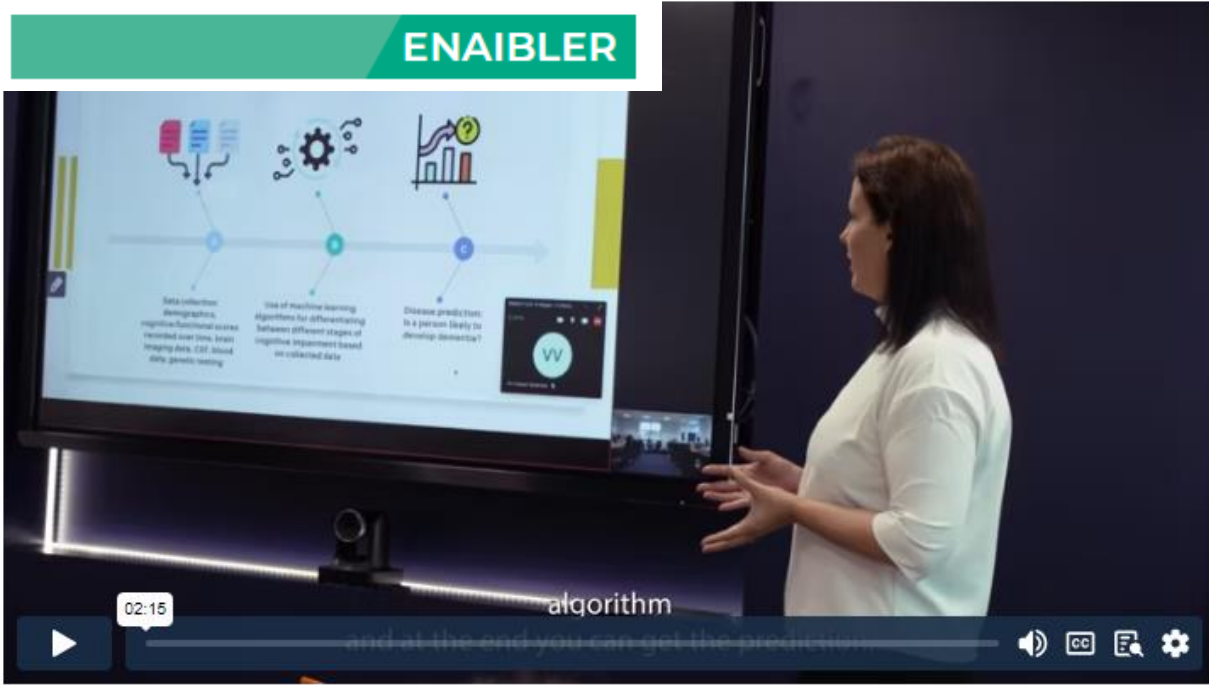 ENAIBLER
C
Data collection:
demographics,
cognitive/functional scores
recorded over time, brain
imaging data, CSF, blood
data, genetic testing
Use of machine learning
algorithms for differentiating
between different stages of
cognitive impairment based
on collected data
Disease prediction:
is a person likely to
develop dementia?
VV
02:15
algorithm
and at the end you can get the prediction.
CC